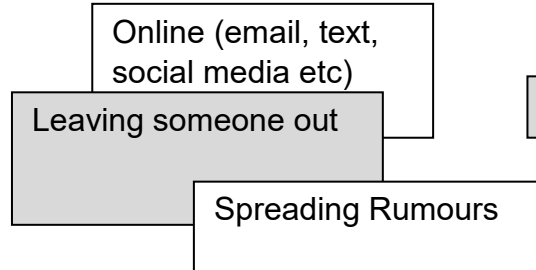 Online (email, text,
social media etc)
Leaving someone out
Spreading Rumours